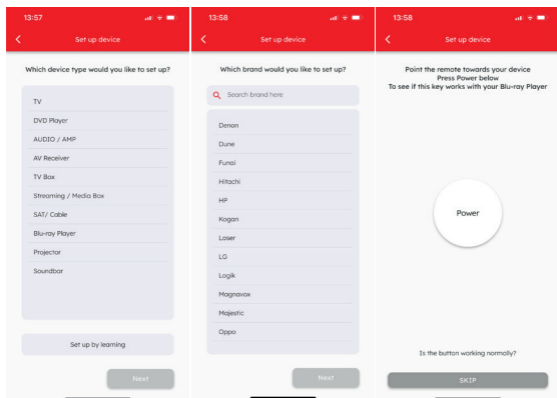 13:57
Set up device
Which device type would you like to set up?
TV
DVD Player
AUDIO / AMP
AV Receiver
TV Box
Streaming / Media Box
SAT/ Cable
Blu-ray Player
Projector
Soundbar
Set up by learning
Next
13:58
Set up device
Which brand would you like to set up?
Search brand here
Denon
Dune
Funai
Hitachi
HP
Kogan
Laser
LG
Logik
Magnavox
Majestic
Oppo
Next
13:58
Set up device
Point the remote towards your device
Press Power below
To see if this key works with your Blu-ray Player
Power
Is the button working normally?
SKIP